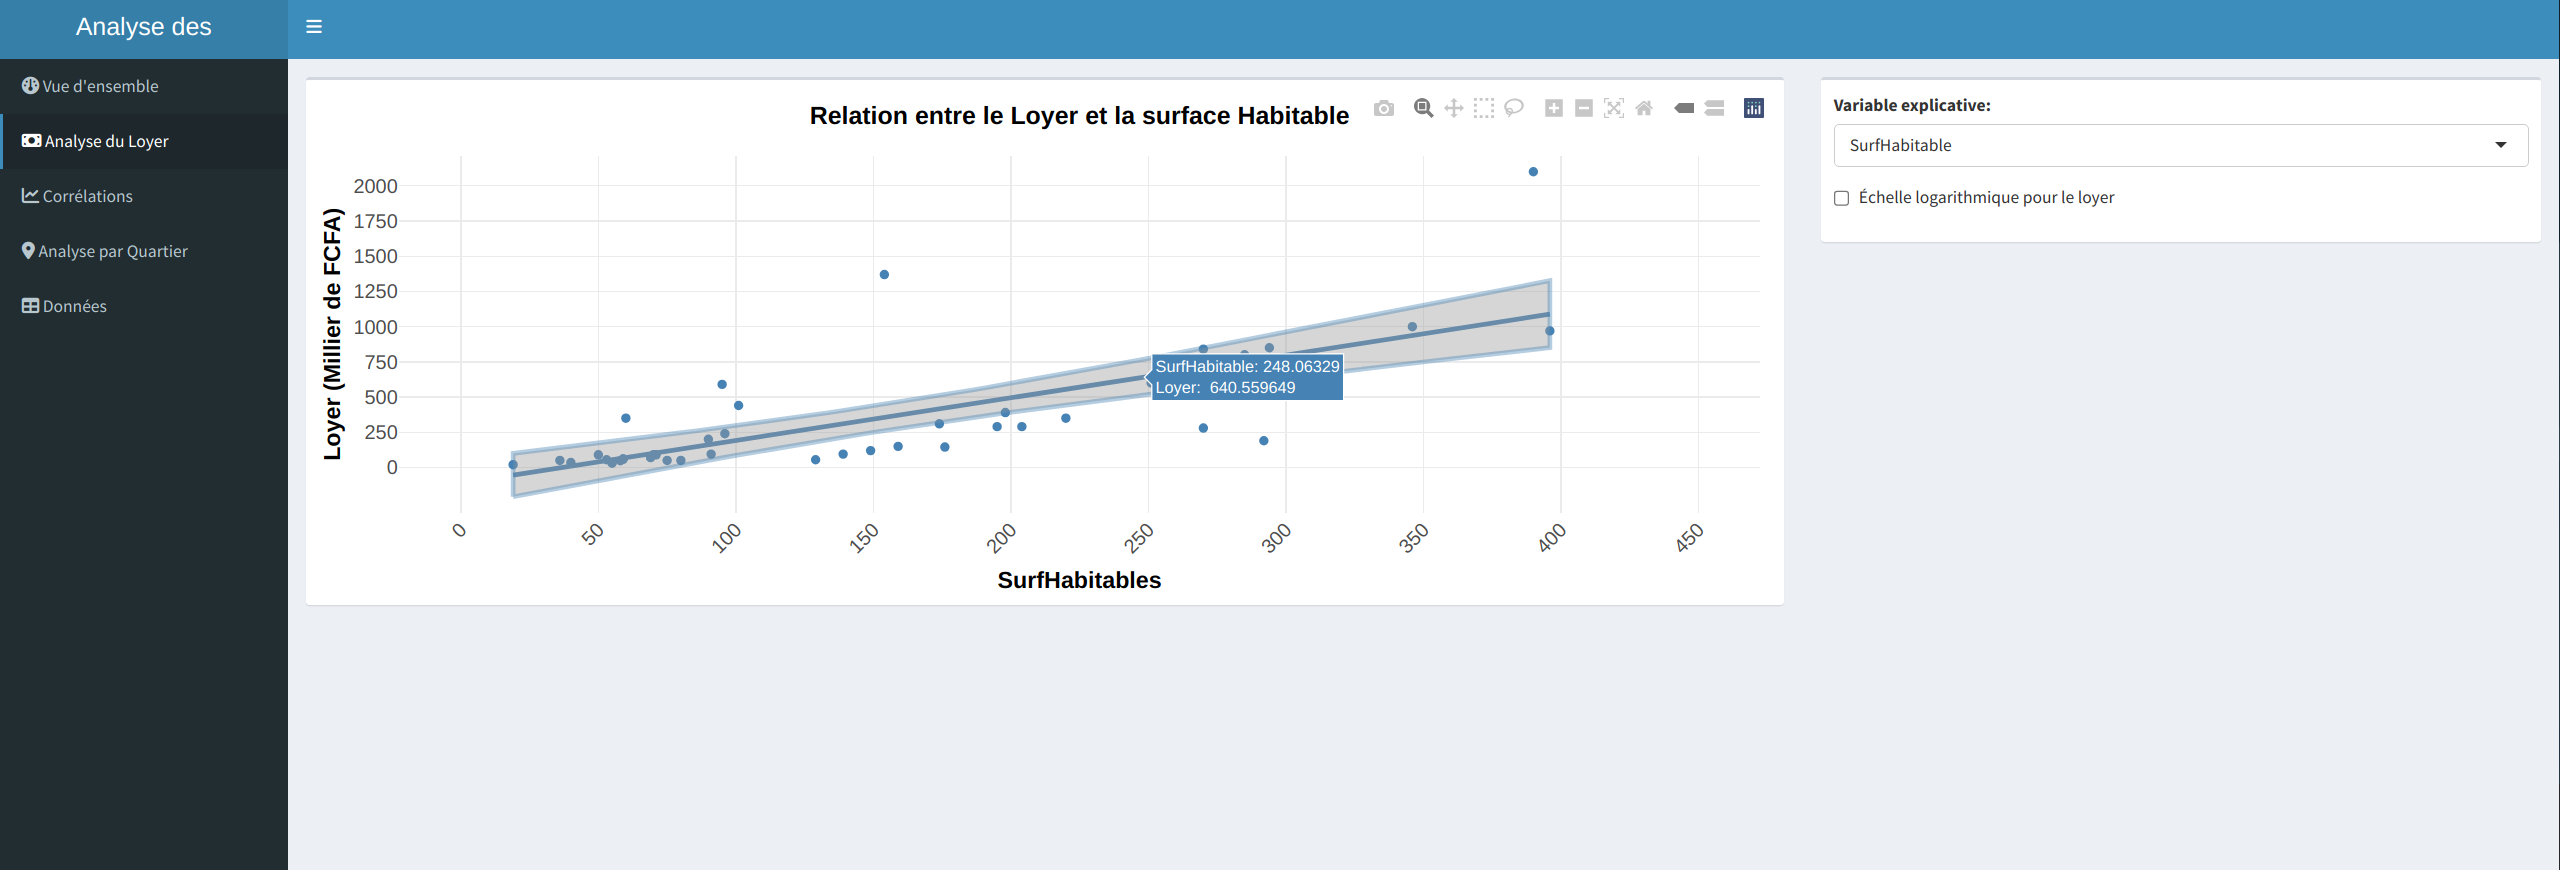 Analyse des
Vue d'ensemble
Analyse du Loyer
Corrélations
Analyse par Quartier
Données
Relation entre le Loyer et la surface Habitable
Loyer (Millier de FCFA)
2000
1750
1500
1250
1000
750
500
250
0
SurfHabitable: 248.06329
Loyer: 640.559649
0
50
100
150
200
250
300
350
400
450
SurfHabitables
Variable explicative:
SurfHabitable
Échelle logarithmique pour le loyer